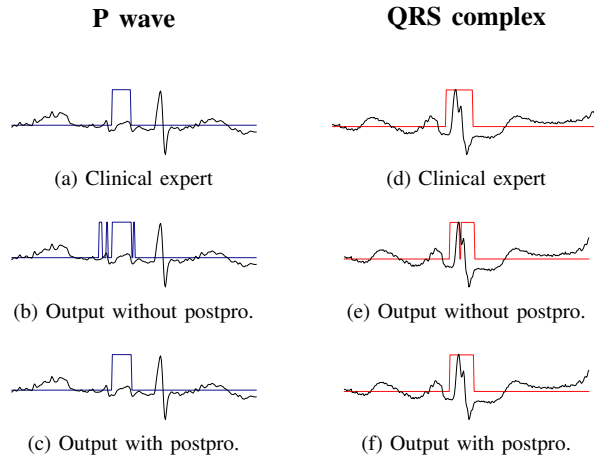 P wave
QRS complex
(a) Clinical expert
(d) Clinical expert
(b) Output without postpro.
(e) Output without postpro.
(c) Output with postpro.
(f) Output with postpro.